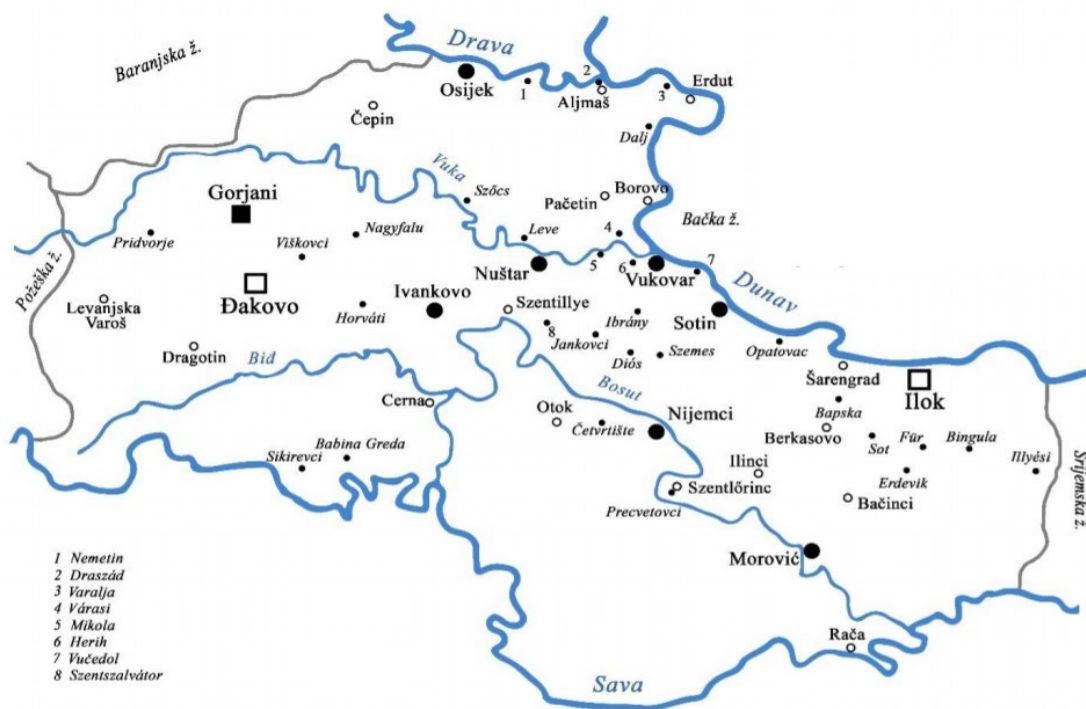 Drava
Baranjska ž.
Osijek
1
2
Aljmaš
3
Erdut
Čepin
Dalj
Vuka
Szőcs
Borovo
Pačetin
Gorjani
Bačka ž.
Pridvorje
Viškovci
Nagyfalu
Leve
4
5
6
Nuštar
Vukovar
7
Požeška ž.
Dunav
Levanjska
Varoš
Đakovo
Horváti
Ivankovo
Szentillye
8
Ibrány
Jankovci
Sotin
Dragotin
Bid
Diós
Szemes
Opatovac
Šarengrad
Ilok
Bosut
Cerna
Otok
Četvrtište
Nijemci
Bapska
Berkasovo
Sot
Für
Bingula
Illyési
Srijemska ž.
Sikirevci
Babina Greda
Ilinci
Erdevik
Szentlőrinc
Precvetovci
Bačinci
Morović
Rača
Sava
1 Nemetin
2 Draszád
3 Varalja
4 Várasi
5 Mikola
6 Herih
7 Vučedol
8 Szentszalvátor